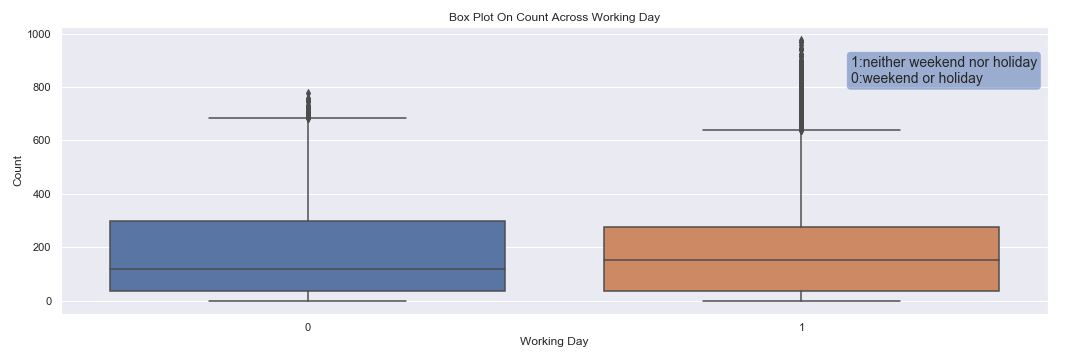 Box Plot On Count Across Working Day
1000
1:neither weekend nor holiday
0:weekend or holiday
800
600
400
200
0
Count
0
1
Working Day